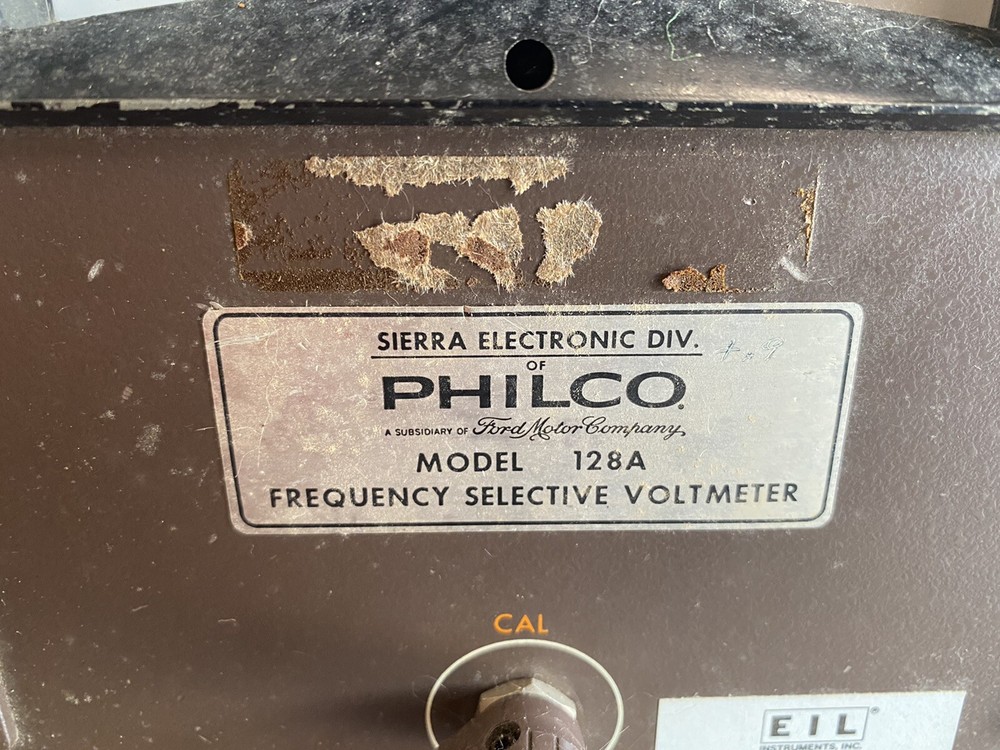 SIERRA ELECTRONIC DIV.
OF
PHILCO®
A SUBSIDIARY OF Ford Motor Company,
MODEL 128A
FREQUENCY SELECTIVE VOLTMETER
CAL
EIL®
INSTRUMENTS, INC.